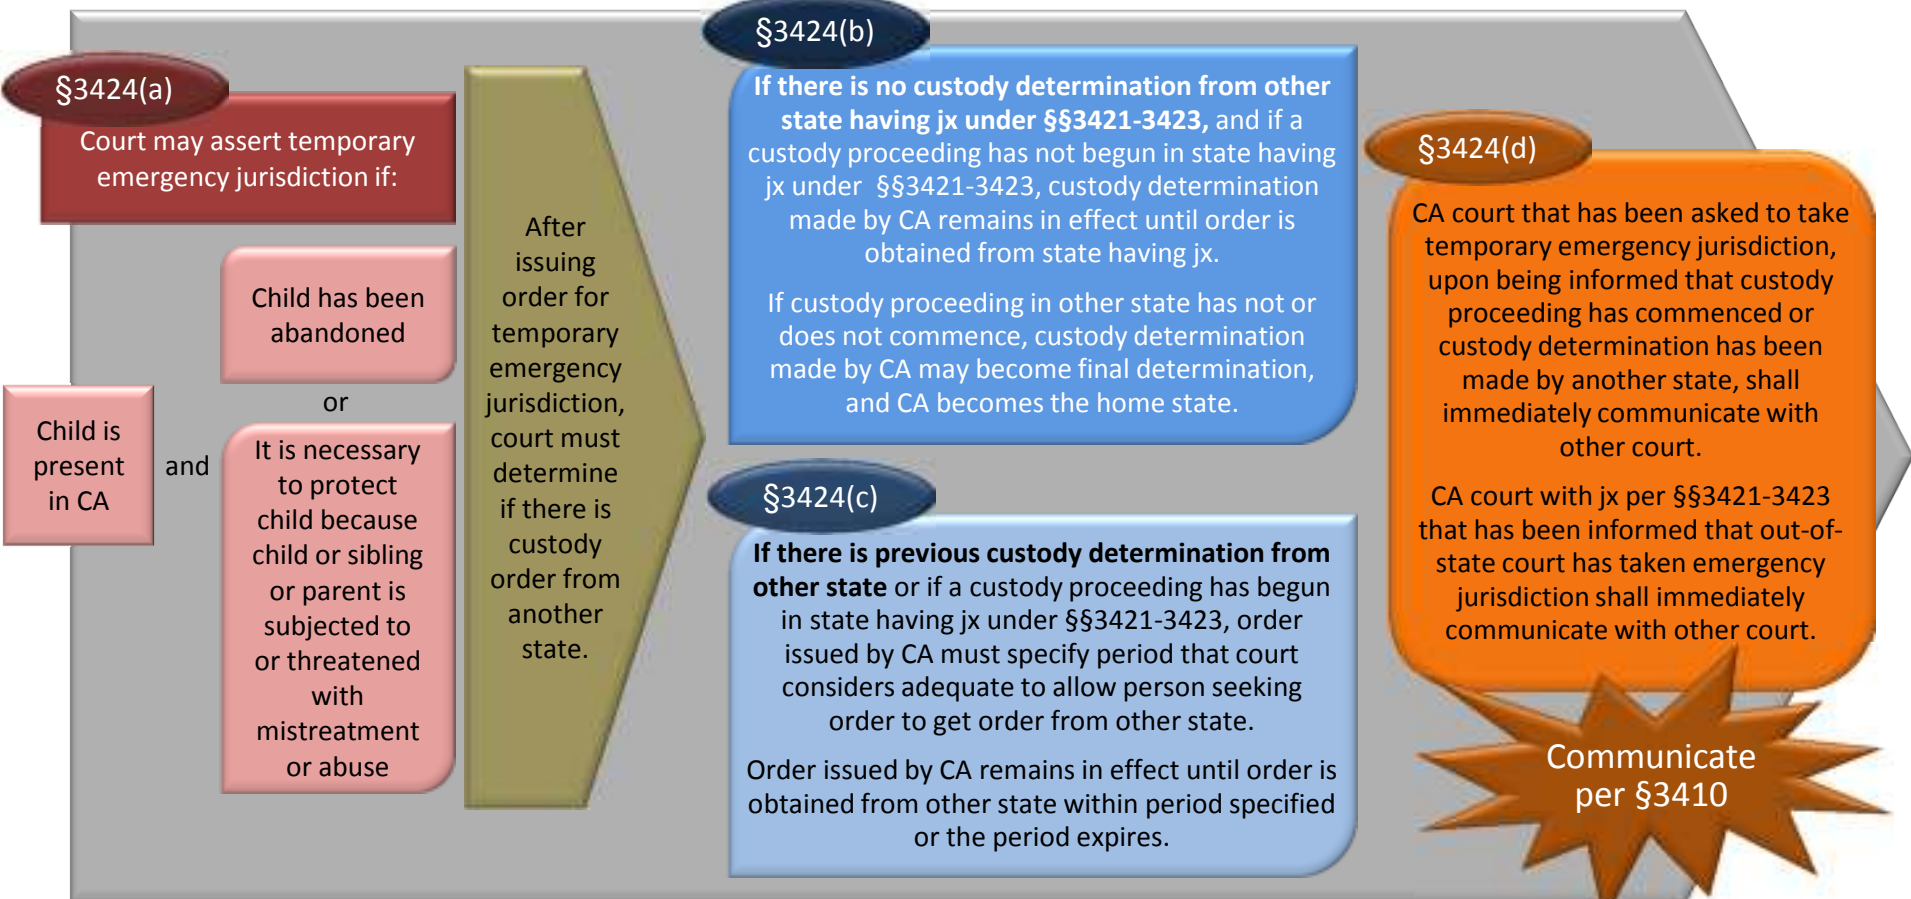 §3424(a)
Court may assert temporary
emergency jurisdiction if:
Child is
present
in CA
and
Child has been
abandoned
or
It is necessary
to protect
child because
child or sibling
or parent is
subjected to
or threatened
with
mistreatment
or abuse
After
issuing
order for
temporary
emergency
jurisdiction,
court must
determine
if there is
custody
order from
another
state.
§3424(b)
If there is no custody determination from other
state having jx under §§3421-3423, and if a
custody proceeding has not begun in state having
jx under §§3421-3423, custody determination
made by CA remains in effect until order is
obtained from state having jx.
If custody proceeding in other state has not or
does not commence, custody determination
made by CA may become final determination,
and CA becomes the home state.
§3424(c)
If there is previous custody determination from
other state or if a custody proceeding has begun
in state having jx under §§3421-3423, order
issued by CA must specify period that court
considers adequate to allow person seeking
order to get order from other state.
Order issued by CA remains in effect until order is
obtained from other state within period specified
or the period expires.
§3424(d)
CA court that has been asked to take
temporary emergency jurisdiction,
upon being informed that custody
proceeding has commenced or
custody determination has been
made by another state, shall
immediately communicate with
other court.
CA court with jx per §§3421-3423
that has been informed that out-of-
state court has taken emergency
jurisdiction shall immediately
communicate with other court.
Communicate
per §3410